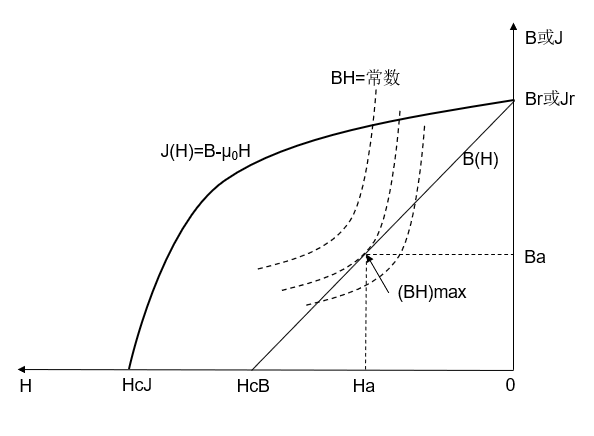 B或J
BH=常数
Br或Jr
J(H)=B-μ₀H
B(H)
Ba
(BH)max
H
HcJ
HcB
Ha
0